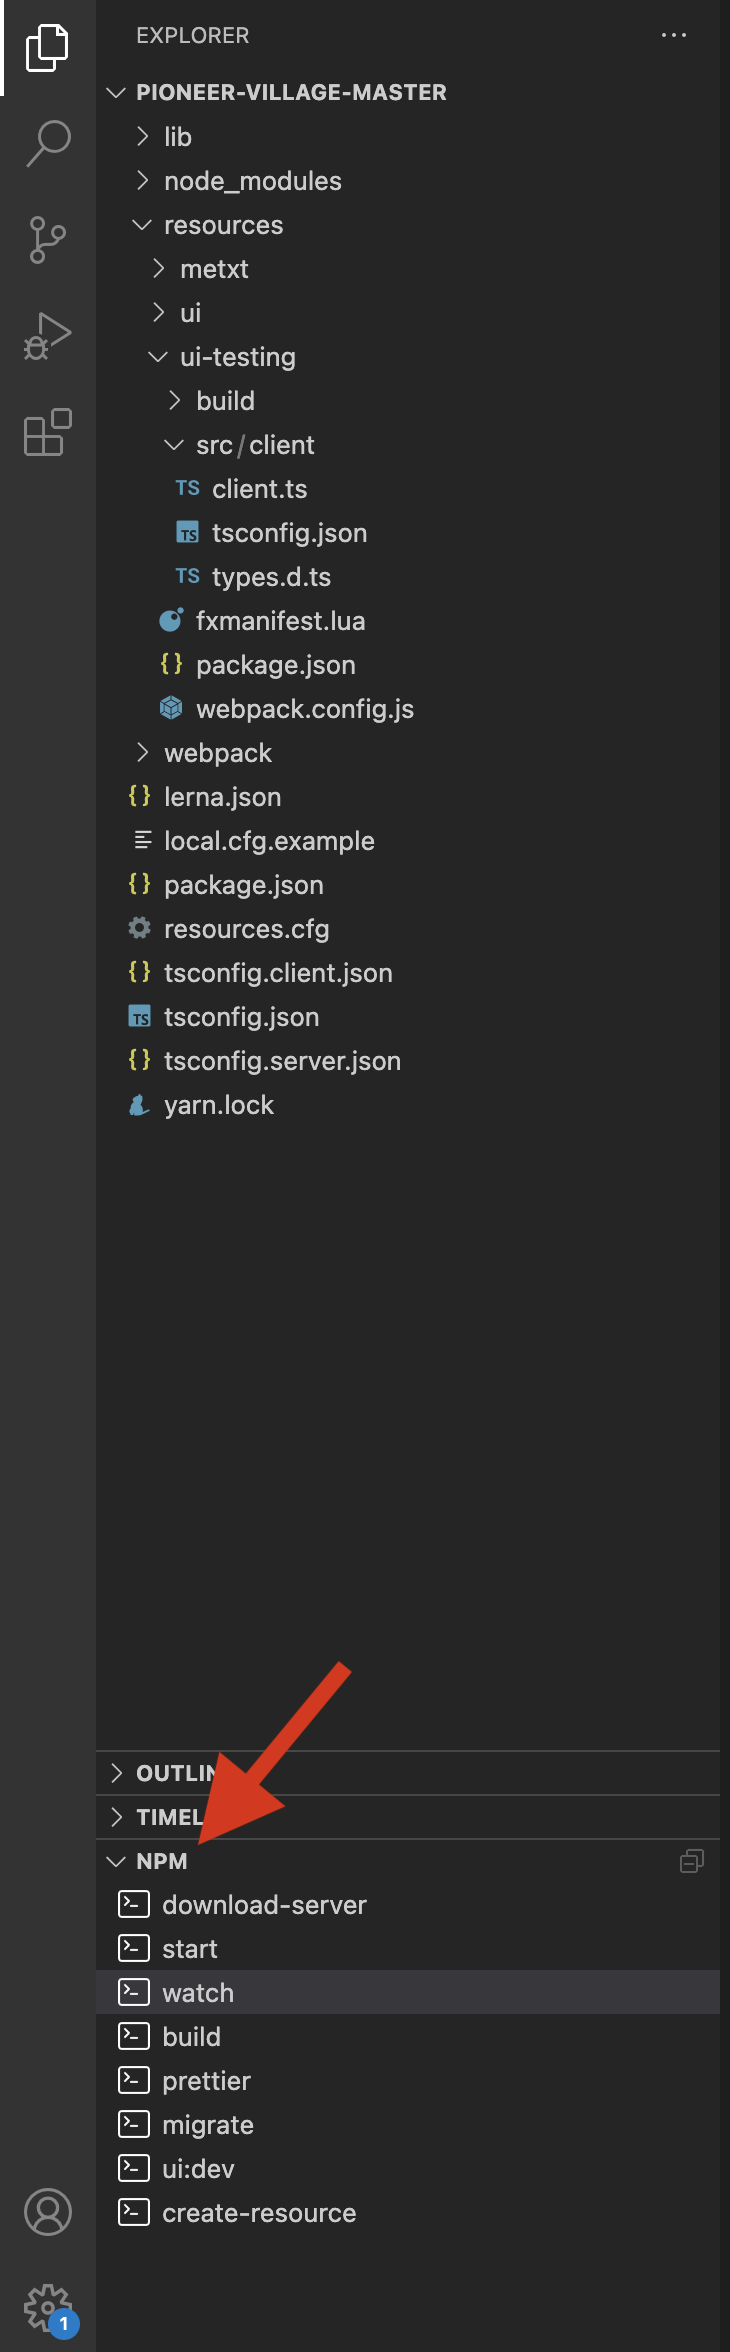 EXPLORER
PIONEER-VILLAGE-MASTER
lib
node_modules
resources
metxt
ui
ui-testing
build
src/client
TS client.ts
TS tsconfig.json
TS types.d.ts
fxmanifest.lua
{} package.json
webpack.config.js
webpack
{} lerna.json
local.cfg.example
{} package.json
resources.cfg
{} tsconfig.client.json
TS tsconfig.json
{} tsconfig.server.json
yarn.lock
NPM
download-server
start
watch
build
prettier
migrate
ui:dev
create-resource
1